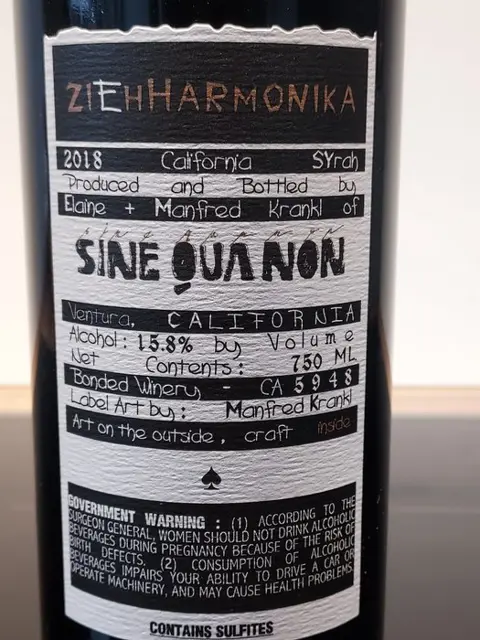 ZIEHHARMONIKA
2018 California SYrah
Produced and Bottled by
Elaine + Manfred Krankl of
SINE QUA NON
Ventura, CALIFORNIA
Alcohol: 15.8% by Volume
Net Contents: 750 ML
Bonded Winery - CA 5948
Label Art by: Manfred Krankl
Art on the outside, craft inside
GOVERNMENT WARNING : (1) ACCORDING TO THE
SURGEON GENERAL, WOMEN SHOULD NOT DRINK ALCOHOLIC
BEVERAGES DURING PREGNANCY BECAUSE OF THE RISK OF
BIRTH DEFECTS. (2) CONSUMPTION OF ALCOHOLIC
BEVERAGES IMPAIRS YOUR ABILITY TO DRIVE A CAR OR
OPERATE MACHINERY, AND MAY CAUSE HEALTH PROBLEMS
CONTAINS SULFITES